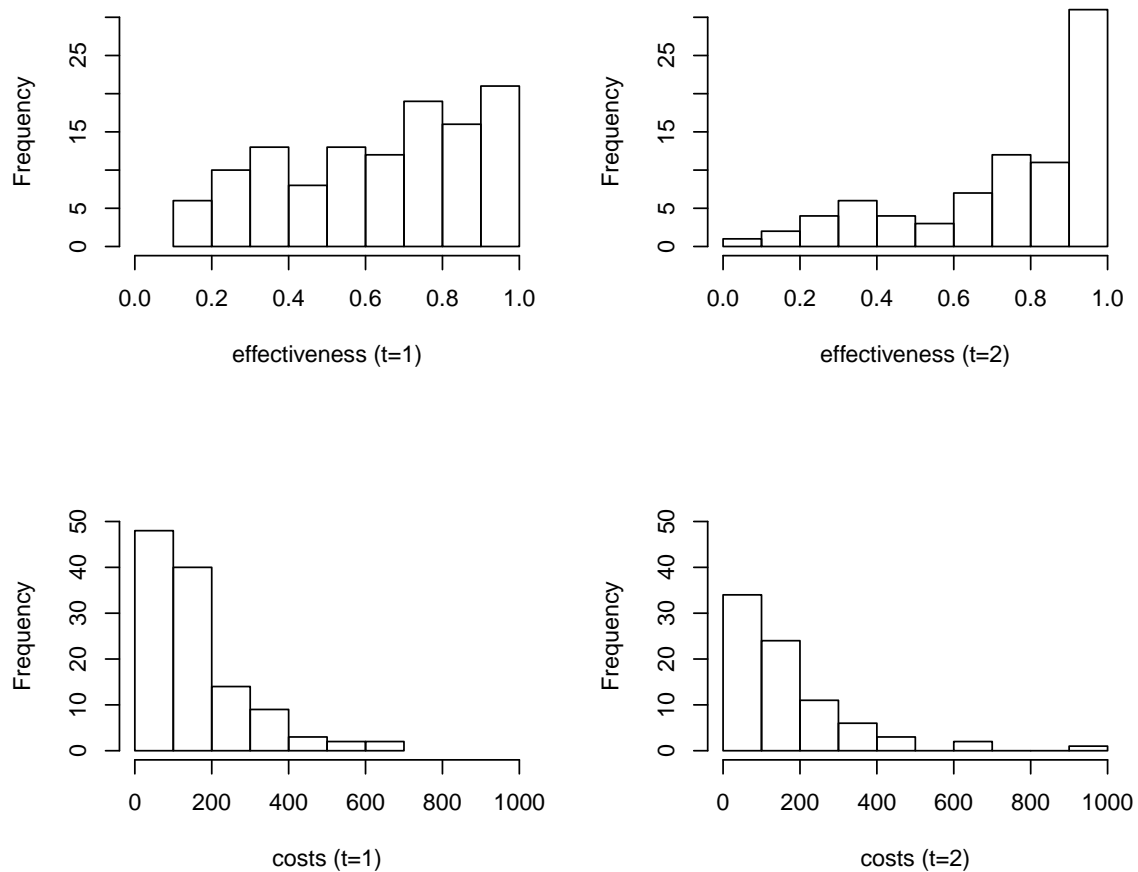 Frequency
0 5 15 25
0.0 0.2 0.4 0.6 0.8 1.0
effectiveness (t=1)
Frequency
0 5 15 25
0.0 0.2 0.4 0.6 0.8 1.0
effectiveness (t=2)
Frequency
0 10 20 30 40 50
0 200 400 600 800 1000
costs (t=1)
Frequency
0 10 20 30 40 50
0 200 400 600 800 1000
costs (t=2)